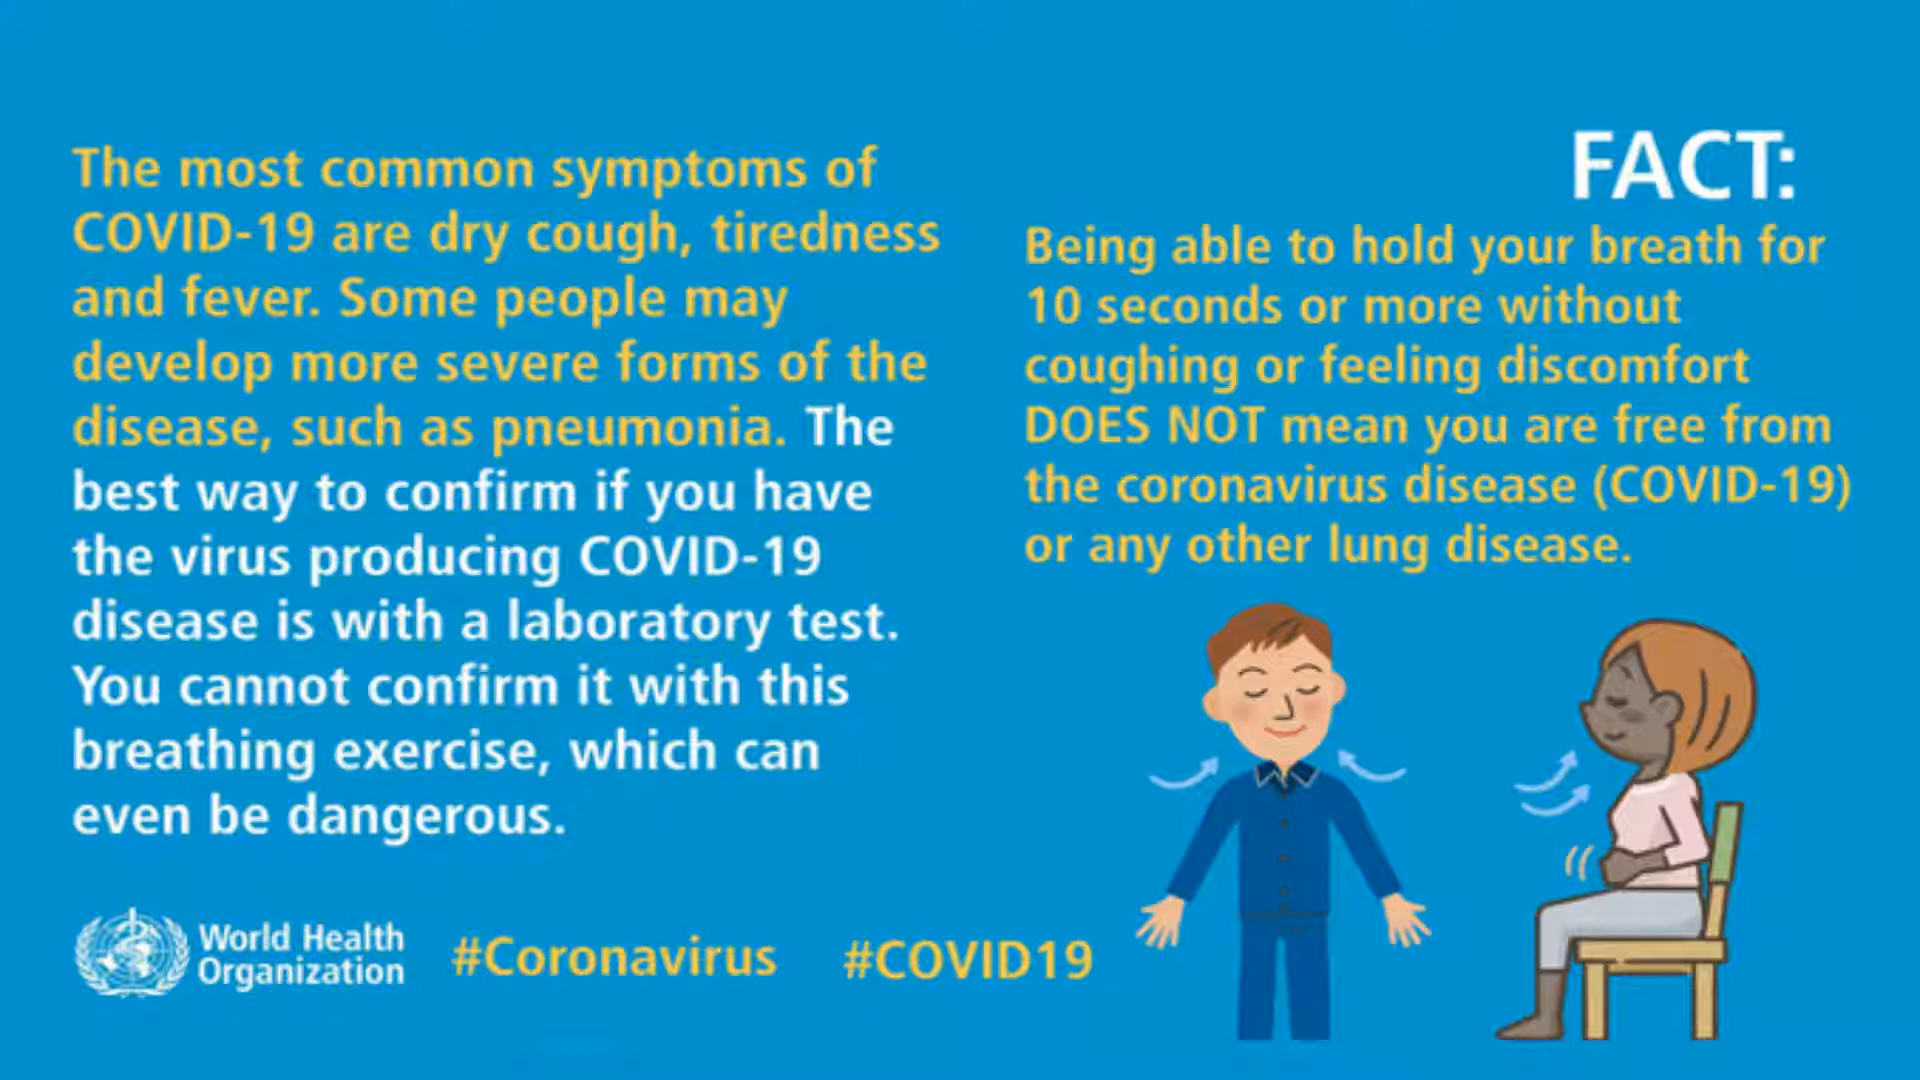 The most common symptoms of
COVID-19 are dry cough, tiredness
and fever. Some people may
develop more severe forms of the
disease, such as pneumonia. The
best way to confirm if you have
the virus producing COVID-19
disease is with a laboratory test.
You cannot confirm it with this
breathing exercise, which can
even be dangerous.
FACT:
Being able to hold your breath for
10 seconds or more without
coughing or feeling discomfort
DOES NOT mean you are free from
the coronavirus disease (COVID-19)
or any other lung disease.
World Health
Organization
#Coronavirus
#COVID19